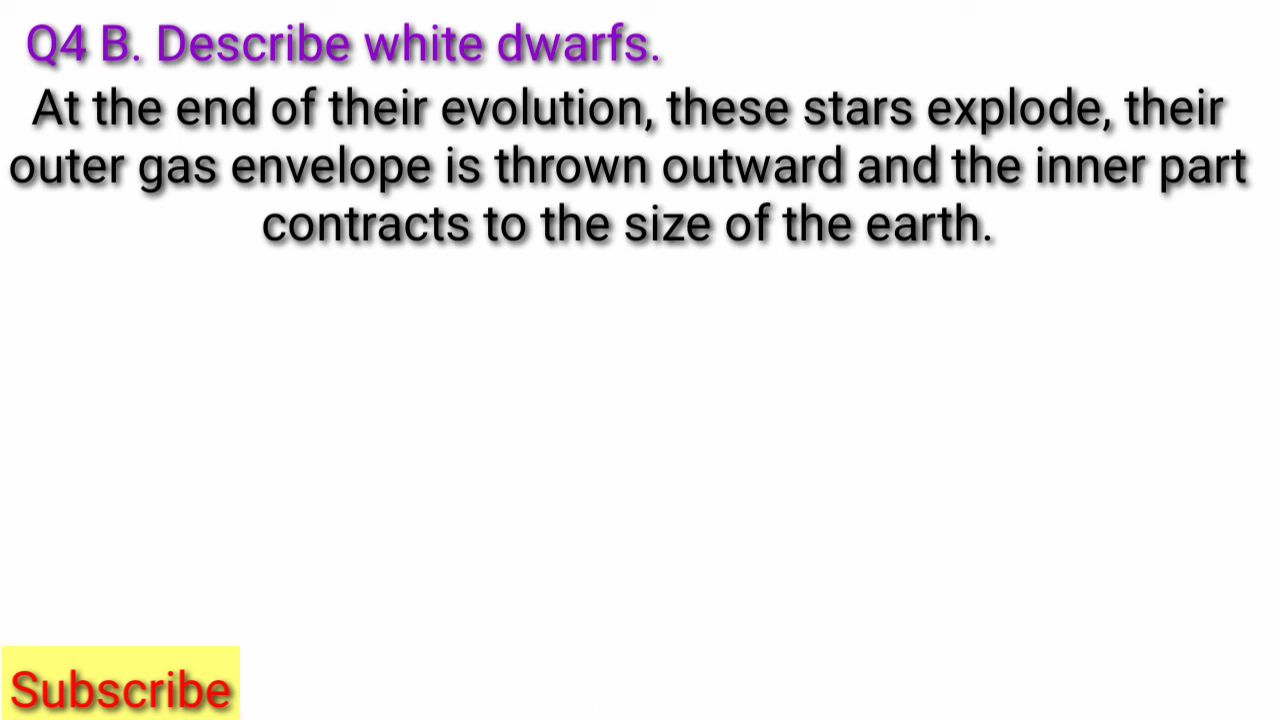 Q4 B. Describe white dwarfs.
At the end of their evolution, these stars explode, their
outer gas envelope is thrown outward and the inner part
contracts to the size of the earth.
Subscribe